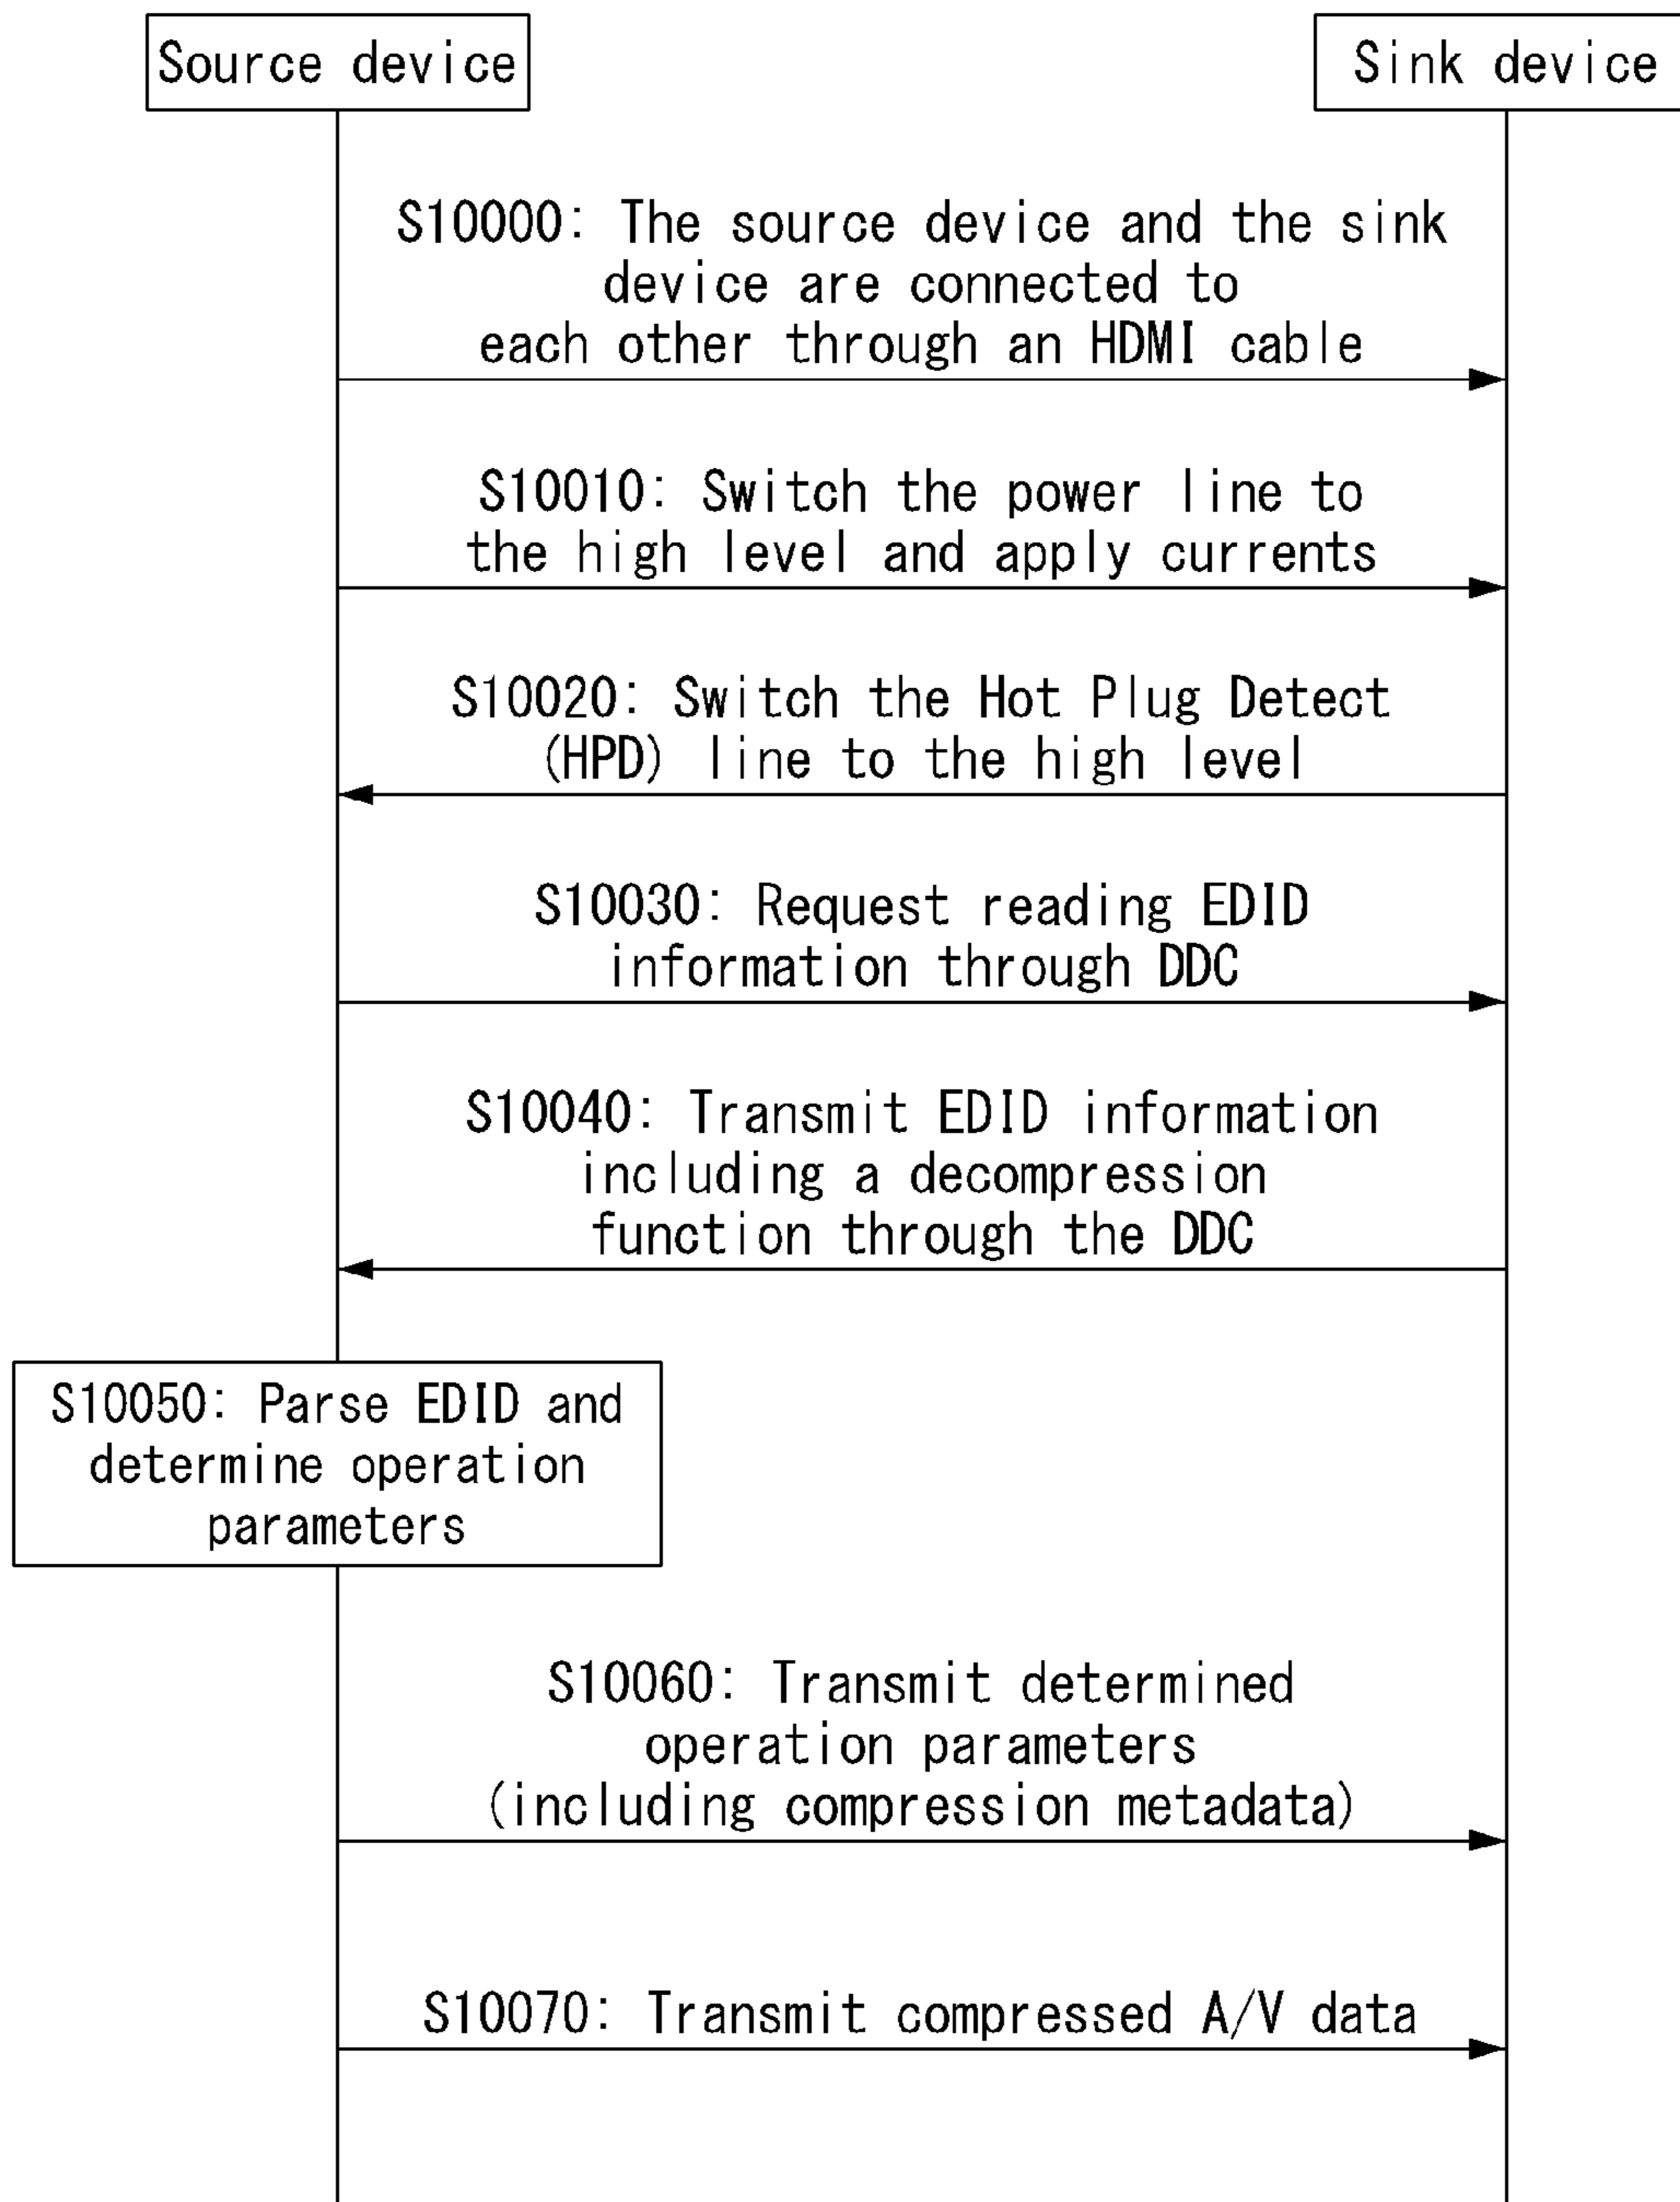 Source device
Sink device
S10000: The source device and the sink
device are connected to
each other through an HDMI cable
S10010: Switch the power line to
the high level and apply currents
S10020: Switch the Hot Plug Detect
(HPD) line to the high level
S10030: Request reading EDID
information through DDC
S10040: Transmit EDID information
including a decompression
function through the DDC
S10050: Parse EDID and
determine operation
parameters
S10060: Transmit determined
operation parameters
(including compression metadata)
S10070: Transmit compressed A/V data